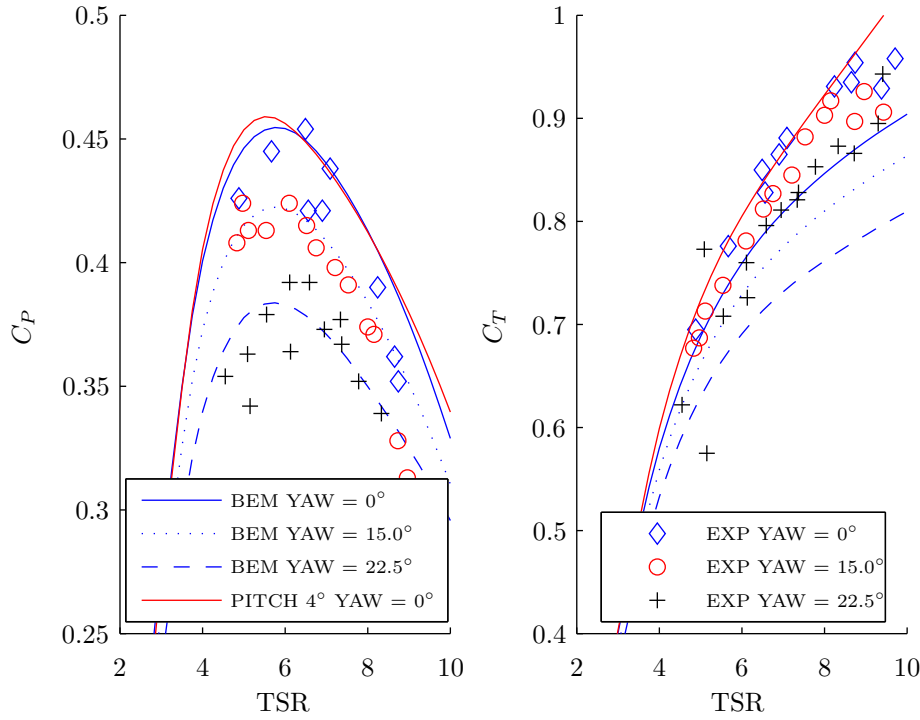 0.5
0.45
0.4
0.35
0.3
0.25
C_P
2
4
6
8
10
TSR
BEM YAW = 0°
BEM YAW = 15.0°
BEM YAW = 22.5°
PITCH 4° YAW = 0°
1
0.9
0.8
0.7
0.6
0.5
0.4
C_T
2
4
6
8
10
TSR
EXP YAW = 0°
EXP YAW = 15.0°
EXP YAW = 22.5°